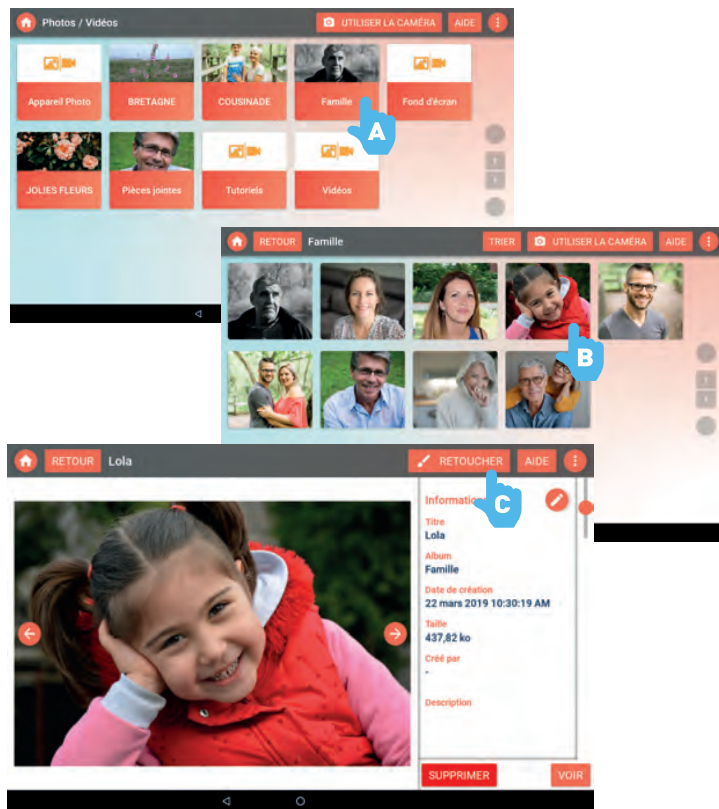 Photos / Vidéos
UTILISER LA CAMÉRA
AIDE
Appareil Photo
BRETAGNE
COUSINADE
Famille
Fond d'écran
A
JOLIES FLEURS
Pièces jointes
Tutoriels
Vidéos
RETOUR
Famille
TRIER
UTILISER LA CAMÉRA
AIDE
B
RETOUR
Lola
RETOUCHER
AIDE
C
Informations
Titre
Lola
Album
Famille
Date de création
22 mars 2019 10:30:19 AM
Taille
437,82 ko
Créé par
-
Description
SUPPRIMER
VOIR